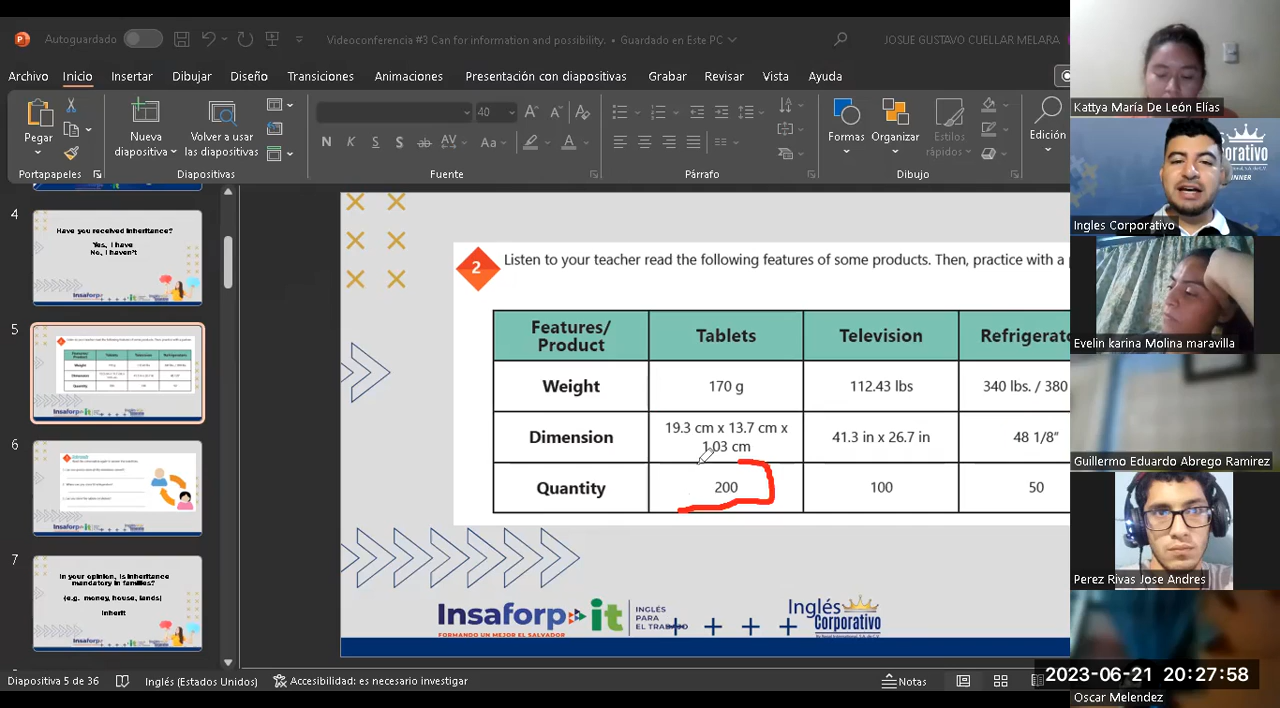 Autoguardado
Videoconferencia #3 Can for information and possibility. • Guardado en Este PC
JOSUE GUSTAVO CUELLAR MELARA
Archivo Inicio Insertar Dibujar Diseño Transiciones Animaciones Presentación con diapositivas Grabar Revisar Vista Ayuda
Pegar
Nueva diapositiva
Volver a usar las diapositivas
40
N K S S ab AV Aa A
Formas Organizar Estilos rápidos Edición
Portapapeles Diapositivas Fuente Párrafo Dibujo
4
Have you received inheritance?
Yes, I have
No, I haven't
5
6
7
In your opinion, is inheritance
mandatory in families?
(e.g. money, house, lands)
Inherit
2
Listen to your teacher read the following features of some products. Then, practice with a
Features/ Product Tablets Television Refrigerato
Weight 170 g 112.43 lbs 340 lbs. / 380
Dimension 19.3 cm x 13.7 cm x 1.03 cm 41.3 in x 26.7 in 48 1/8"
Quantity 200 100 50
Insaforp it
FORMANDO UN MEJOR EL SALVADOR
INGLÉS
PARA
EL TRABAJO
Inglés
Corporativo
Kattya María De León Elías
orativo
Ingles Corporativo
Evelin karina Molina maravilla
Guillermo Eduardo Abrego Ramirez
Perez Rivas Jose Andres
2023-06-21 20:27:58
Oscar Melendez
Diapositiva 5 de 36 Inglés (Estados Unidos) Accesibilidad: es necesario investigar Notas